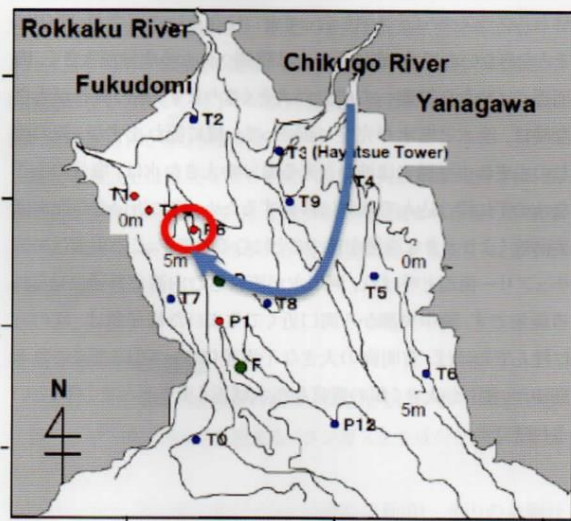 Rokkaku River
Chikugo River
Fukudomi
Yanagawa
T2
T3 (Hayatsue Tower)
T4
T9
0m
P6
5m
0m
T5
T7
T8
P1
T6
F
5m
N
P12
T0